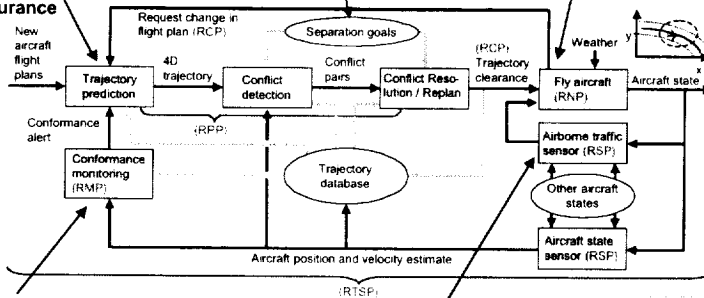 urance
Request change in
flight plan (RCP)
Separation goals
New
aircraft
flight
plans
Trajectory
prediction
4D
trajectory
Conflict
detection
Conflict
pairs
Conflict Reso-
lution / Replan
(RCP)
Trajectory
clearance
Weather
Fly aircraft
(RNP)
Aircraft state
y
x
(RPP)
Conformance
alert
Conformance
monitoring
(RMP)
Trajectory
database
Airborne traffic
sensor (RSP)
Other aircraft
states
Aircraft state
sensor (RSP)
Aircraft position and velocity estimate
(RTSP)